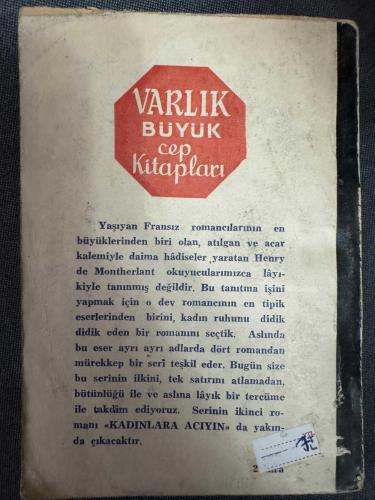 VARLIK
BÜYÜK
cep
Kitapları
Yaşıyan Fransız romancılarının en
büyüklerinden biri olan, atılgan ve acar
kalemiyle daima hâdiseler yaratan Henry
de Montherlant okuyucularımızca lâyı-
kiyle tanınmış değildir. Bu tanıtma işini
yapmak için o dev romancının en tipik
eserlerinden birini, kadın ruhunu didik
didik eden bir romanını seçtik. Aslında
bu eser ayrı ayrı adlarda dört romandan
mürekkep bir seri teşkil eder. Bugün size
bu serinin ilkini, tek satırını atlamadan,
bütünlüğü ile ve aslına lâyık bir tercüme
ile takdim ediyoruz. Serinin ikinci ro-
manı «KADINLARA ACIYIN» da yakın-
da çıkacaktır.
2